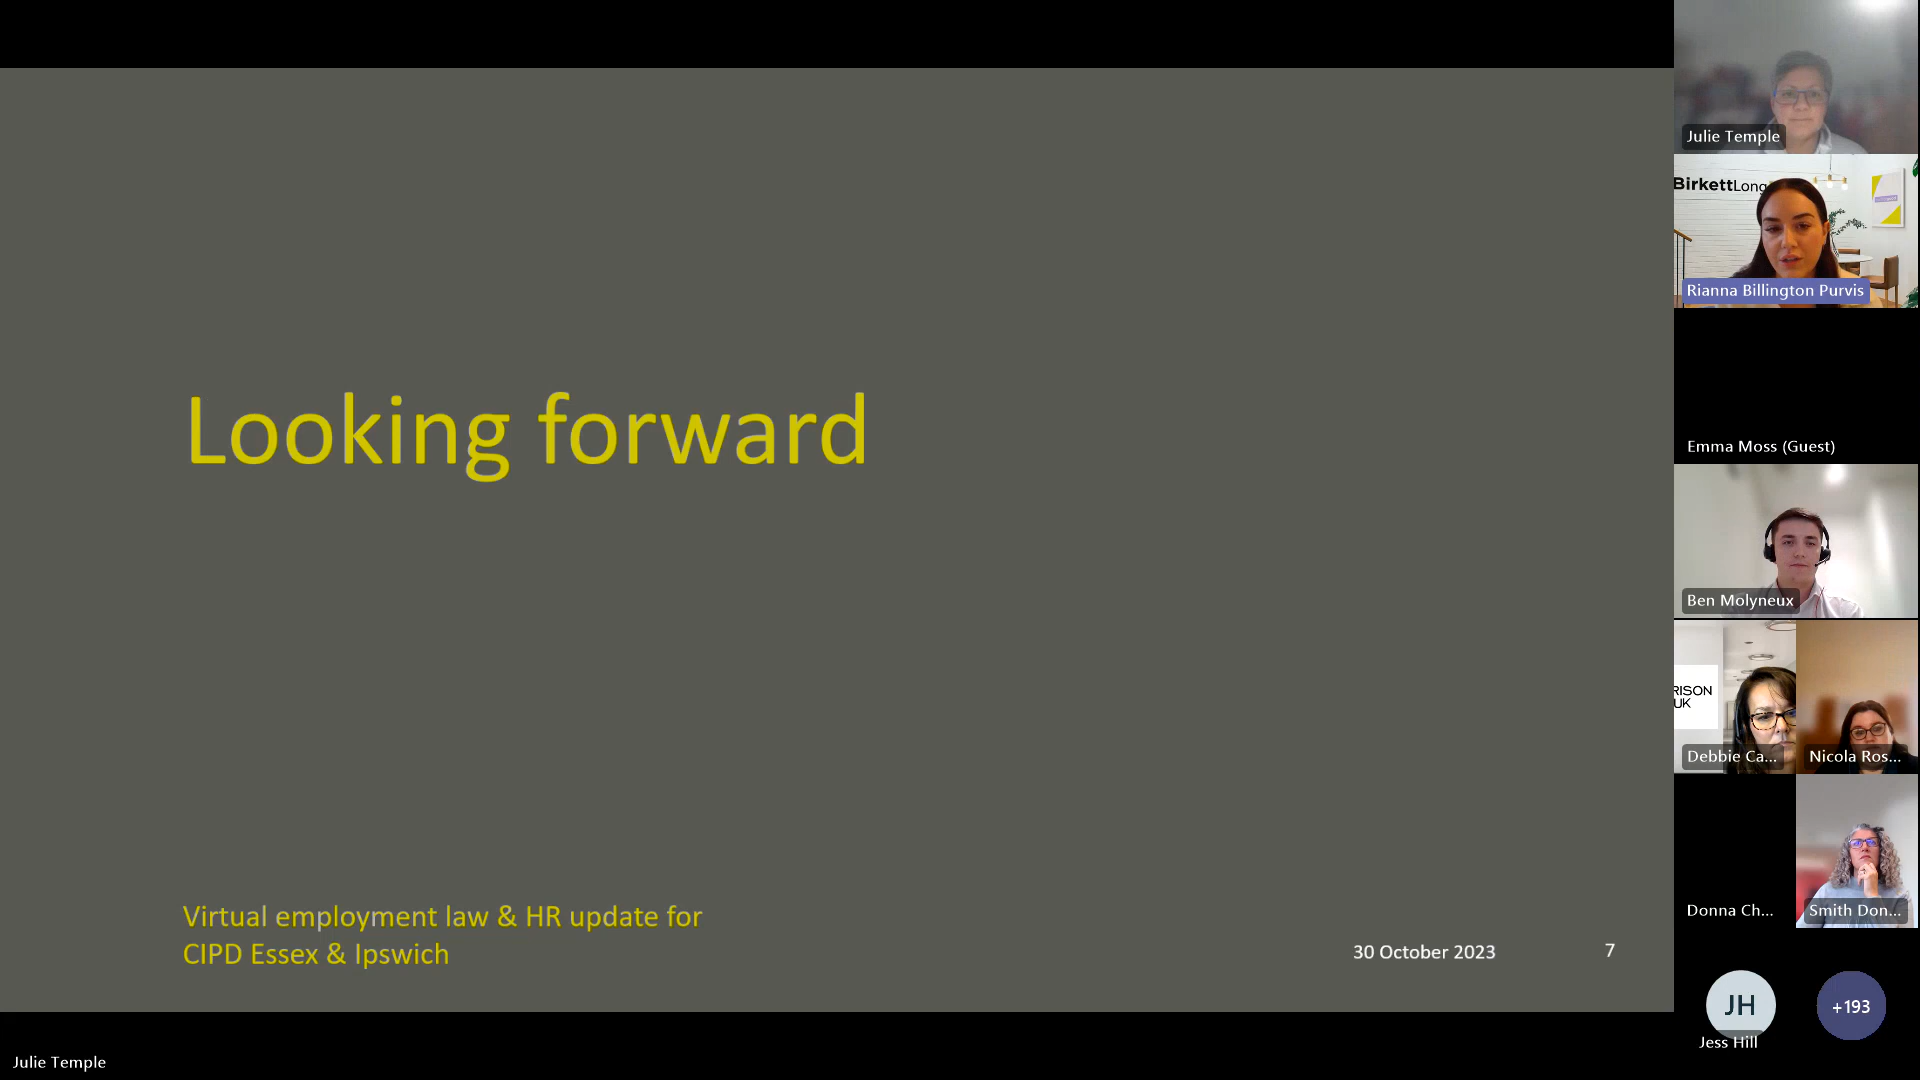 Looking forward
Virtual employment law & HR update for
CIPD Essex & Ipswich
30 October 2023
7
Julie Temple
Julie Temple
BirkettLong
Rianna Billington Purvis
Emma Moss (Guest)
Ben Molyneux
RISON
UK
Debbie Ca...
Nicola Ros...
Donna Ch...
Smith Don...
JH
Jess Hill
+193